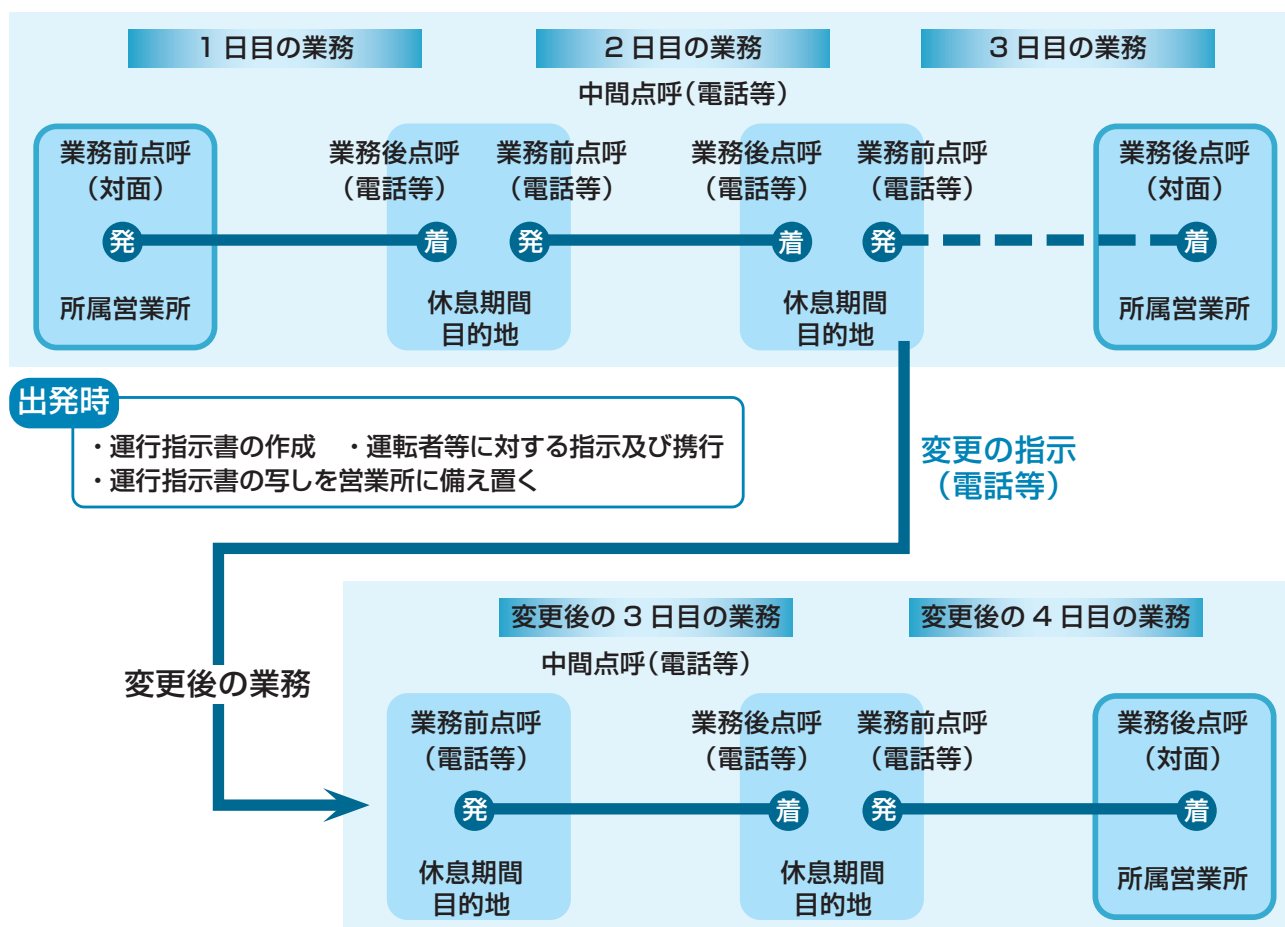 1日目の業務
2日目の業務
3日目の業務
中間点呼(電話等)
業務前点呼
(対面)
発
所属営業所
業務後点呼
(電話等)
着
業務前点呼
(電話等)
発
休息期間
目的地
業務後点呼
(電話等)
着
業務前点呼
(電話等)
発
休息期間
目的地
業務後点呼
(対面)
着
所属営業所
出発時
・運行指示書の作成　・運転者等に対する指示及び携行
・運行指示書の写しを営業所に備え置く
変更の指示
(電話等)
変更後の業務
変更後の3日目の業務
変更後の4日目の業務
中間点呼(電話等)
業務前点呼
(電話等)
発
休息期間
目的地
業務後点呼
(電話等)
着
業務前点呼
(電話等)
発
休息期間
目的地
業務後点呼
(対面)
着
所属営業所